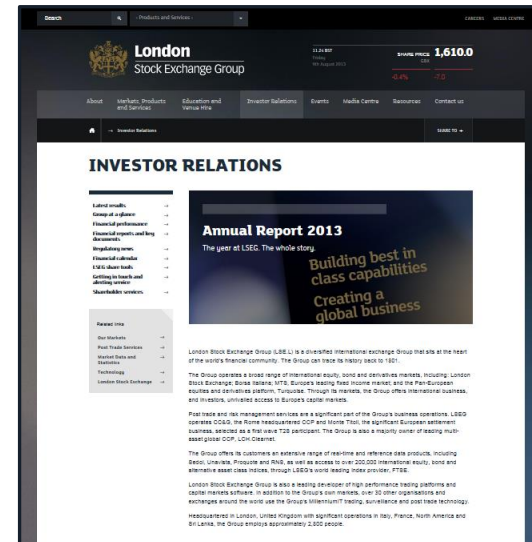 Search
- Products and Services -
CAREERS MEDIA CENTRE
London
Stock Exchange Group
11.24 BST
Friday
9th August 2013
SHARE PRICE
GBX
1,610.0
-0.4% -7.0
About
Markets, Products
and Services
Education and
Venue Hire
Investor Relations
Events
Media Centre
Resources
Contact us
→ Investor Relations
SHARE TO
INVESTOR RELATIONS
Latest results →
Group at a glance →
Financial performance →
Financial reports and key →
documents
Regulatory news →
Financial calendar →
LSEG share tools →
Getting in touch and →
alerting service
Shareholder services →
Related links
Our Markets →
Post Trade Services →
Market Data and →
Statistics
Technology →
London Stock Exchange →
Annual Report 2013
The year at LSEG. The whole story.
Building best in
class capabilities
Creating a
global business
London Stock Exchange Group (LSE.L) is a diversified international exchange Group that sits at the heart
of the world's financial community. The Group can trace its history back to 1801.
The Group operates a broad range of international equity, bond and derivatives markets, including: London
Stock Exchange; Borsa Italiana; MTS, Europe's leading fixed income market; and the Pan-European
equities and derivatives platform, Turquoise. Through its markets, the Group offers international business,
and investors, unrivalled access to Europe's capital markets.
Post trade and risk management services are a significant part of the Group's business operations. LSEG
operates CC&G, the Rome headquartered CCP and Monte Titoli, the significant European settlement
business, selected as a first wave T2S participant. The Group is also a majority owner of leading multi-
asset global CCP, LCH.Clearnet.
The Group offers its customers an extensive range of real-time and reference data products, including
Sedol, Unavista, Proquote and RNS, as well as access to over 200,000 international equity, bond and
alternative asset class indices, through LSEG's world leading index provider, FTSE.
London Stock Exchange Group is also a leading developer of high performance trading platforms and
capital markets software. In addition to the Group's own markets, over 30 other organisations and
exchanges around the world use the Group's MillenniumIT trading, surveillance and post trade technology.
Headquartered in London, United Kingdom with significant operations in Italy, France, North America and
Sri Lanka, the Group employs approximately 2,800 people.